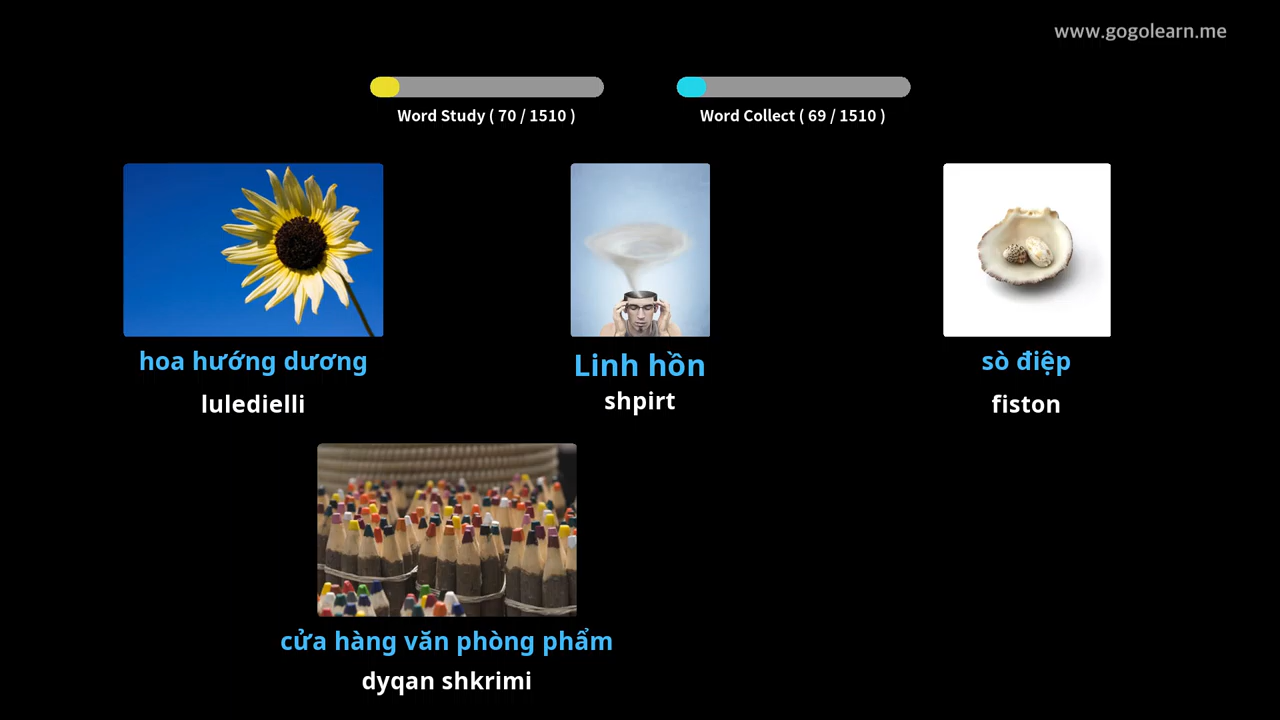 www.gogolearn.me
Word Study ( 70 / 1510 )
Word Collect ( 69 / 1510 )
hoa hướng dương
luledielli
Linh hồn
shpirt
sò điệp
fiston
cửa hàng văn phòng phẩm
dyqan shkrimi